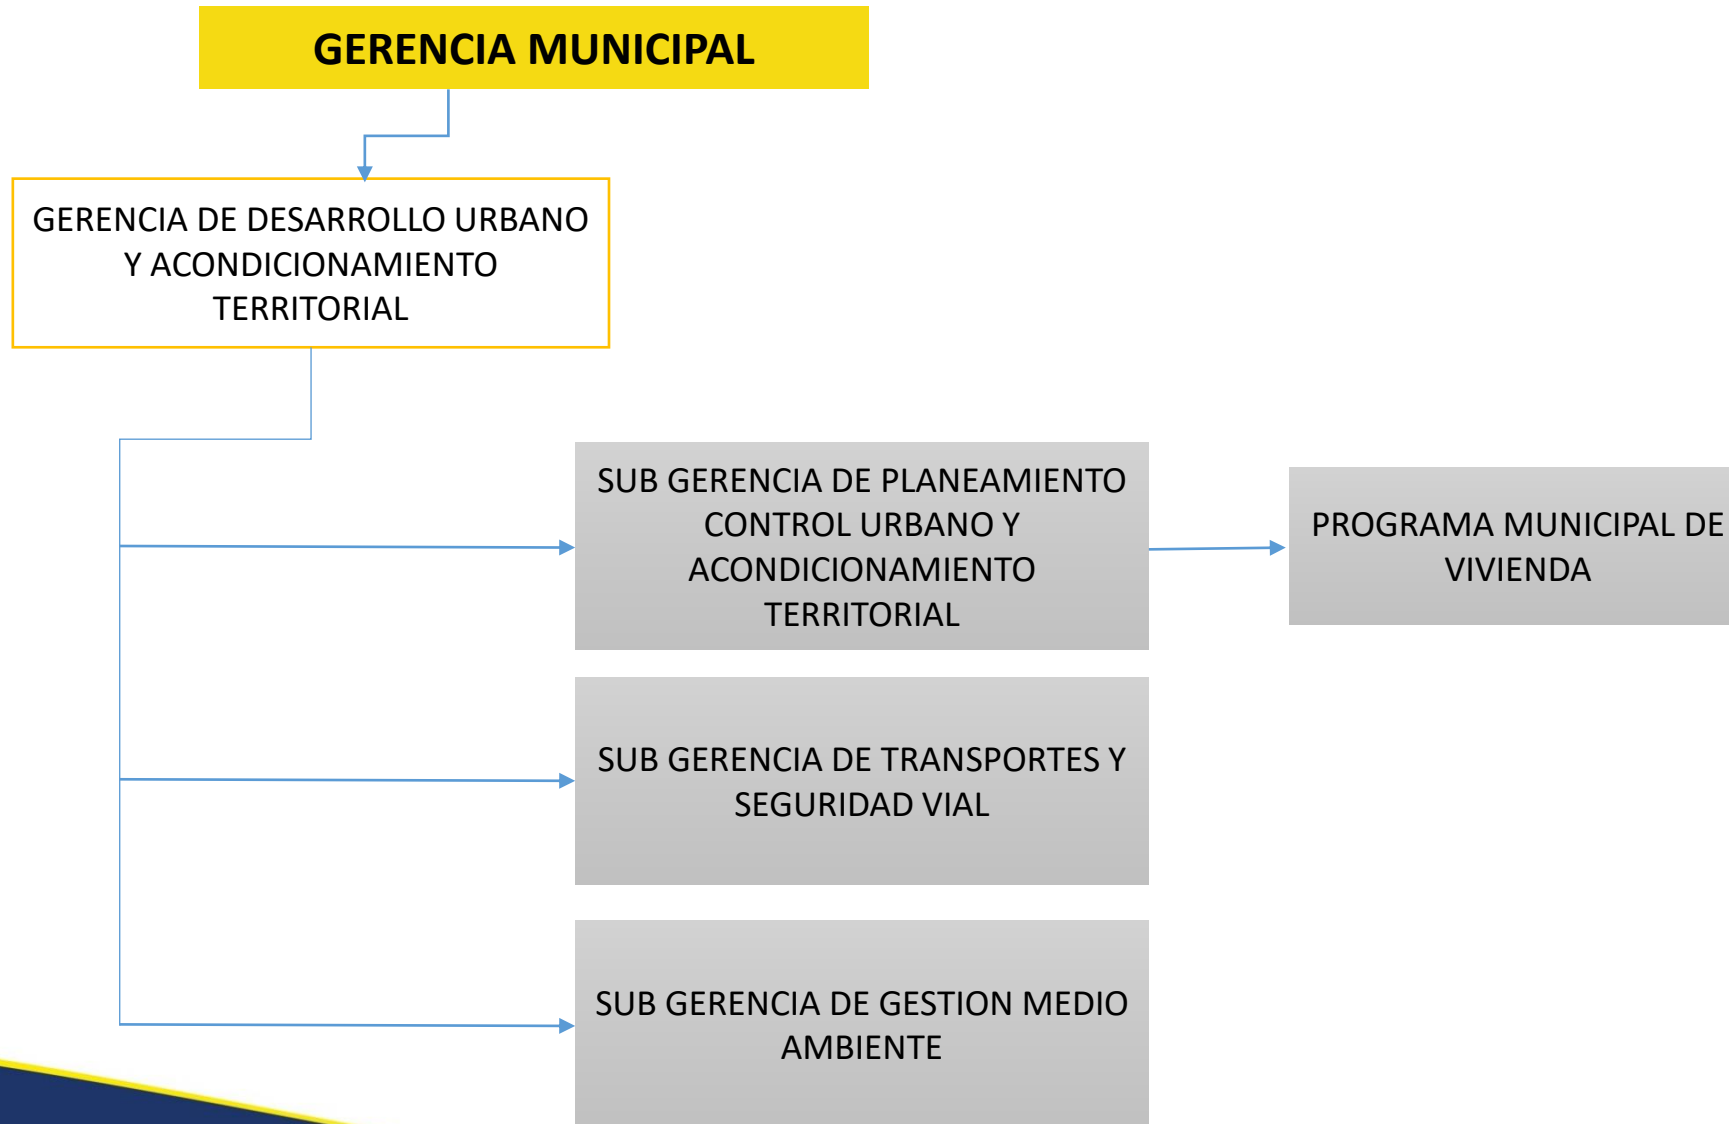 GERENCIA MUNICIPAL
GERENCIA DE DESARROLLO URBANO
Y ACONDICIONAMIENTO
TERRITORIAL
SUB GERENCIA DE PLANEAMIENTO
CONTROL URBANO Y
ACONDICIONAMIENTO
TERRITORIAL
PROGRAMA MUNICIPAL DE
VIVIENDA
SUB GERENCIA DE TRANSPORTES Y
SEGURIDAD VIAL
SUB GERENCIA DE GESTION MEDIO
AMBIENTE